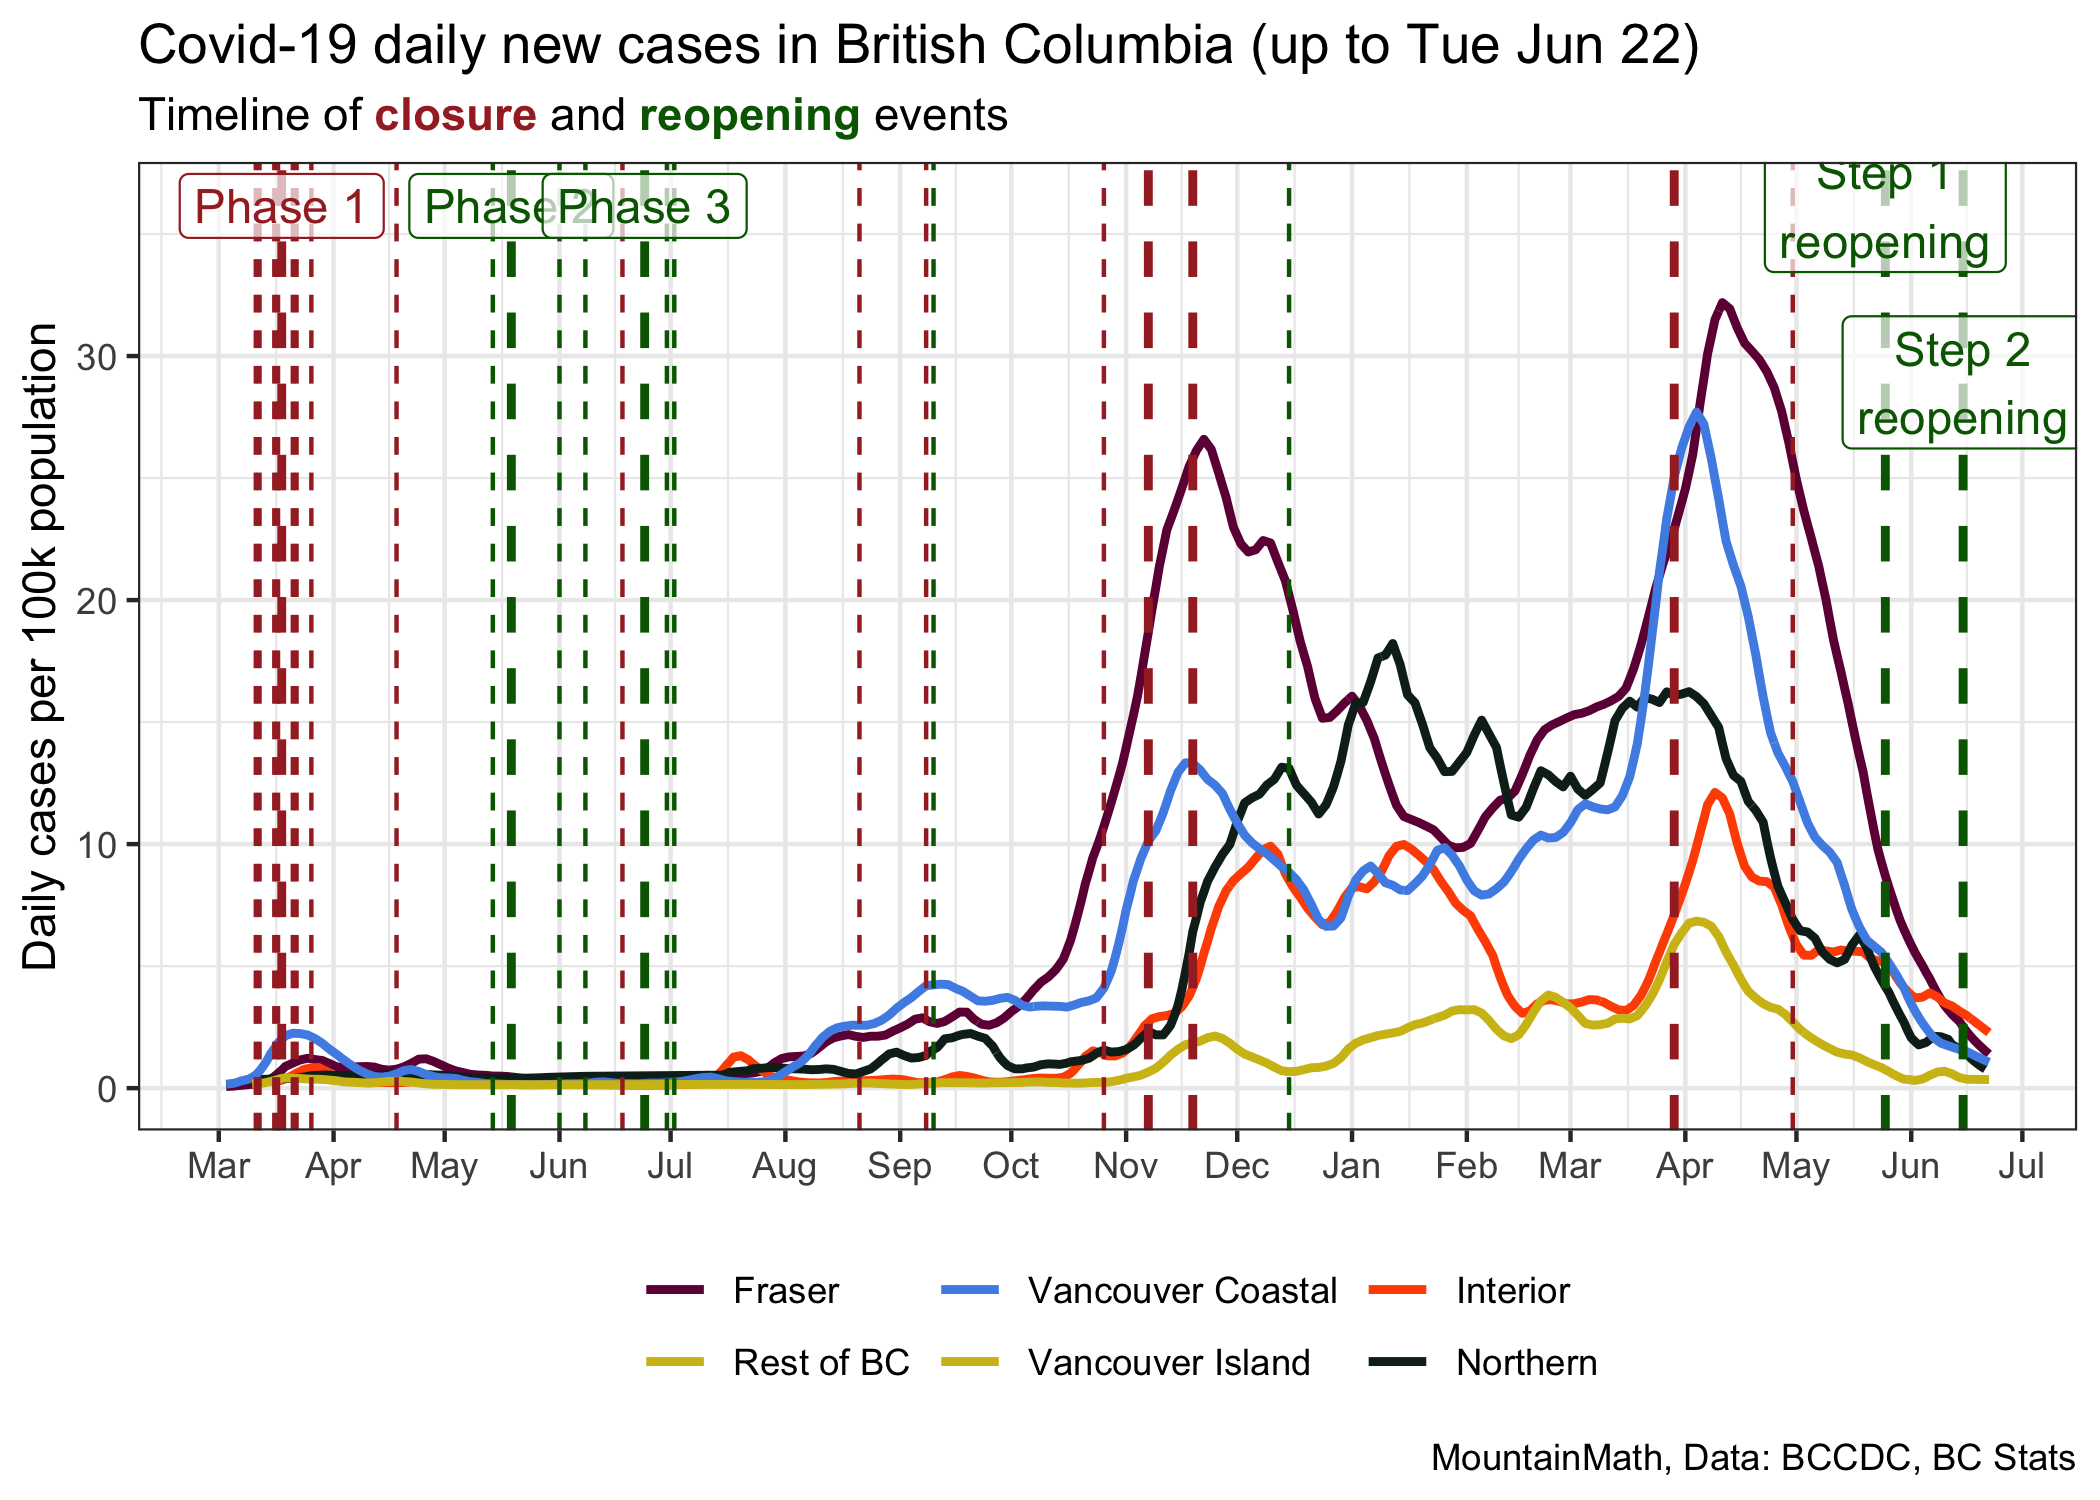 Covid-19 daily new cases in British Columbia (up to Tue Jun 22)
Timeline of closure and reopening events
Phase 1
Phase 2
Phase 3
Step 1
reopening
Step 2
reopening
Daily cases per 100k population
30
20
10
0
Mar Apr May Jun Jul Aug Sep Oct Nov Dec Jan Feb Mar Apr May Jun Jul
Fraser Vancouver Coastal Interior
Rest of BC Vancouver Island Northern
MountainMath, Data: BCCDC, BC Stats